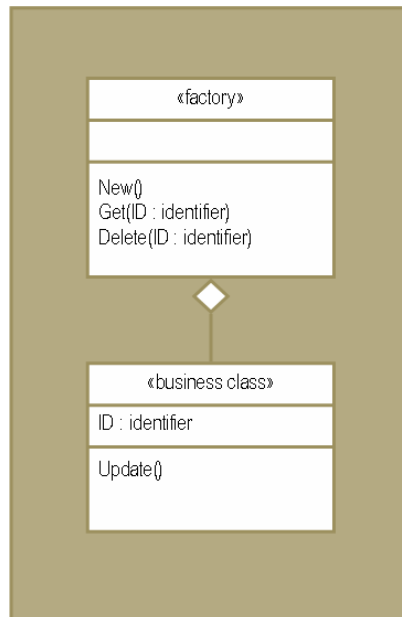 «factory»
New()
Get(ID : identifier)
Delete(ID : identifier)
«business class»
ID : identifier
Update()